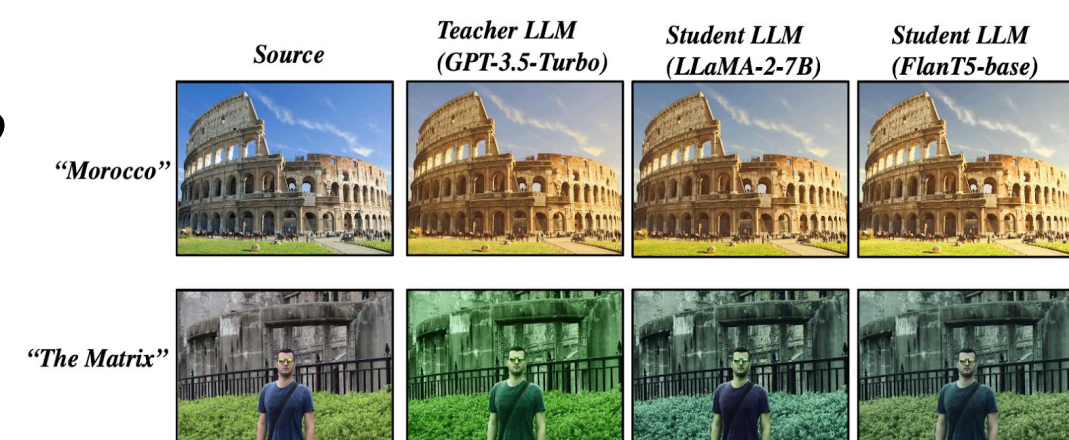 Source
Teacher LLM
(GPT-3.5-Turbo)
Student LLM
(LLaMA-2-7B)
Student LLM
(FlanT5-base)
“Morocco”
“The Matrix”